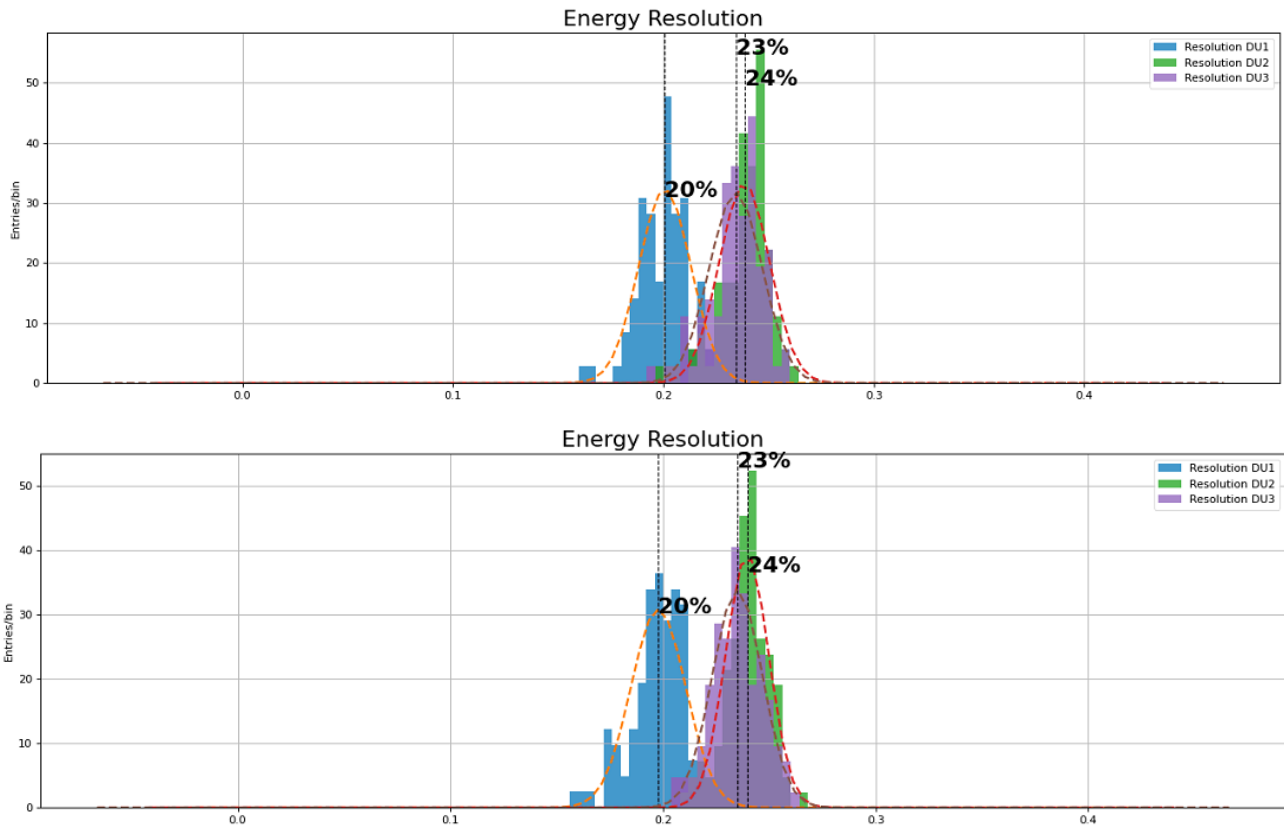 Energy Resolution
23%
24%
20%
Resolution DU1
Resolution DU2
Resolution DU3
Entries/bin
50
40
30
20
10
0
0.0
0.1
0.2
0.3
0.4
Energy Resolution
23%
24%
20%
Resolution DU1
Resolution DU2
Resolution DU3
Entries/bin
50
40
30
20
10
0
0.0
0.1
0.2
0.3
0.4